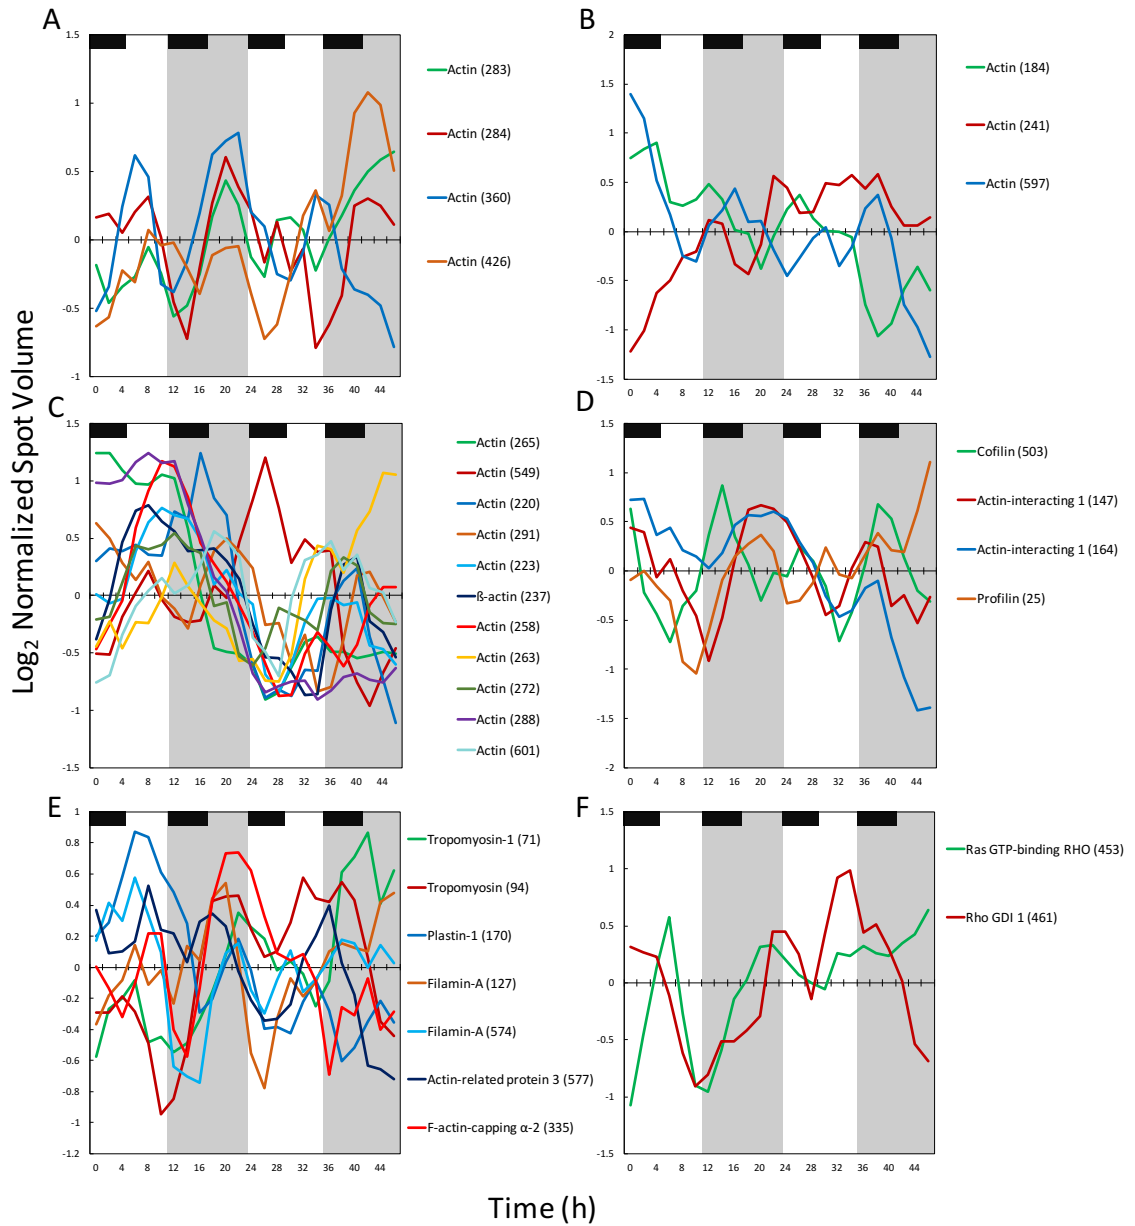 A
1.5
1
0.5
0
-0.5
-1
0 4 8 12 16 20 24 28 32 36 40 44
Actin (283)
Actin (284)
Actin (360)
Actin (426)
B
2
1.5
1
0.5
0
-0.5
-1
-1.5
0 4 8 12 16 20 24 28 32 36 40 44
Actin (184)
Actin (241)
Actin (597)
Log2 Normalized Spot Volume
C
1.5
1
0.5
0
-0.5
-1
-1.5
0 4 8 12 16 20 24 28 32 36 40 44
Actin (265)
Actin (549)
Actin (220)
Actin (291)
Actin (223)
ß-actin (237)
Actin (258)
Actin (263)
Actin (272)
Actin (288)
Actin (601)
D
1.5
1
0.5
0
-0.5
-1
-1.5
-2
0 4 8 12 16 20 24 28 32 36 40 44
Cofilin (503)
Actin-interacting 1 (147)
Actin-interacting 1 (164)
Profilin (25)
E
1
0.8
0.6
0.4
0.2
0
-0.2
-0.4
-0.6
-0.8
-1
-1.2
0 4 8 12 16 20 24 28 32 36 40 44
Tropomyosin-1 (71)
Tropomyosin (94)
Plastin-1 (170)
Filamin-A (127)
Filamin-A (574)
Actin-related protein 3 (577)
F-actin-capping α-2 (335)
F
1.5
1
0.5
0
-0.5
-1
-1.5
0 4 8 12 16 20 24 28 32 36 40 44
Ras GTP-binding RHO (453)
Rho GDI 1 (461)
Time (h)